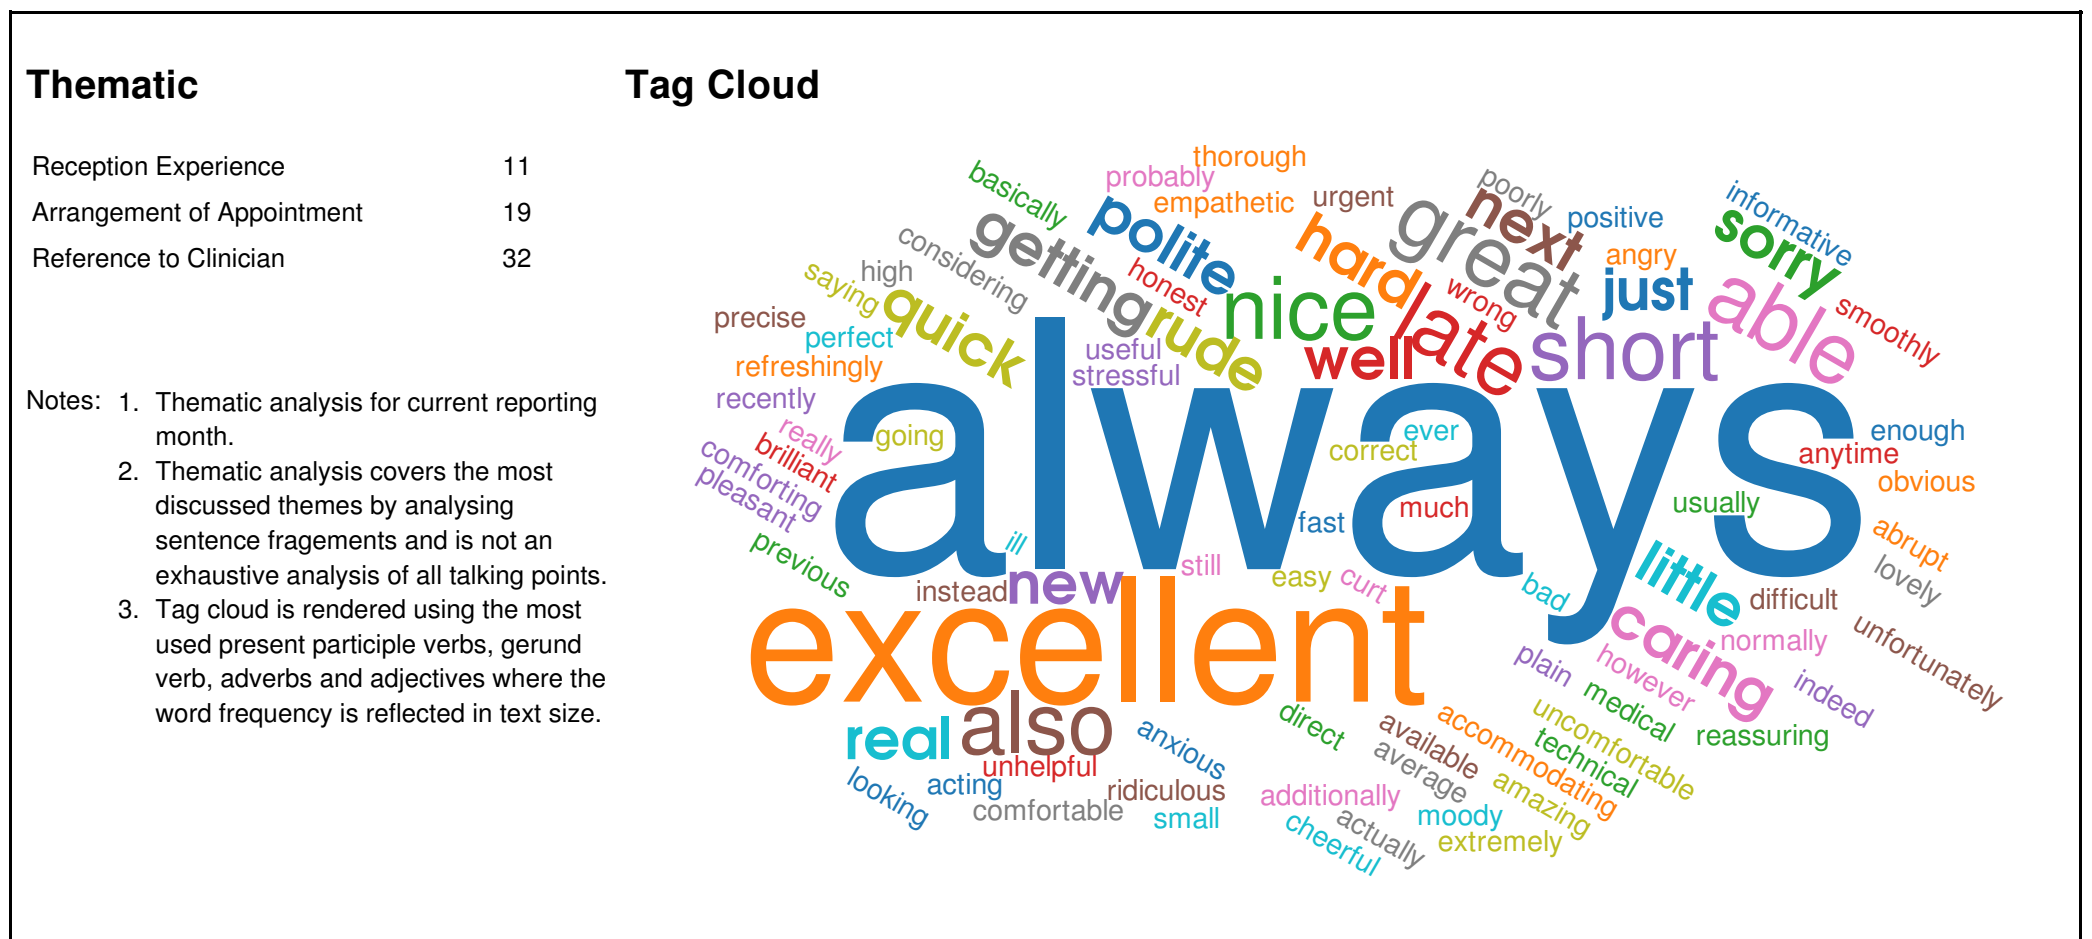 Thematic
Reception Experience 11
Arrangement of Appointment 19
Reference to Clinician 32
Notes: 1. Thematic analysis for current reporting
month.
2. Thematic analysis covers the most
discussed themes by analysing
sentence fragements and is not an
exhaustive analysis of all talking points.
3. Tag cloud is rendered using the most
used present participle verbs, gerund
verb, adverbs and adjectives where the
word frequency is reflected in text size.
Tag Cloud
thorough
probably
basically
empathetic
urgent
poorly
informative
polite
next
positive
sorry
getting
great
hard
angry
considering
high
honest
saying
quick
nice
wrong
just
able
smoothly
precise
perfect
rude
late
useful
well
short
refreshingly
stressful
recently
always
really
going
ever
enough
brilliant
correct
anytime
comforting
obvious
pleasant
much
usually
fast
abrupt
previous
ill
still
easy
curt
little
lovely
instead
new
bad
difficult
excellent
caring
normally
unfortunately
plain
however
indeed
medical
real
also
anxious
direct
available
accommodating
uncomfortable
reassuring
technical
unhelpful
average
looking
acting
ridiculous
additionally
amazing
comfortable
small
actually
moody
cheerful
extremely